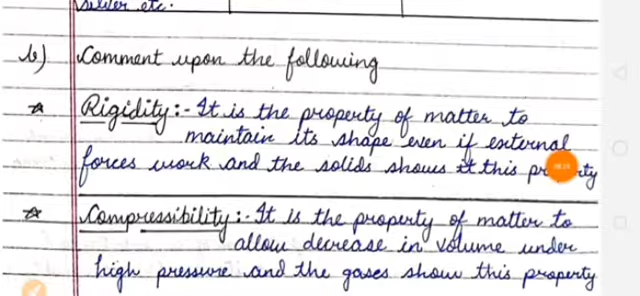 Silver etc.
b) Comment upon the following
☆ Rigidity :- It is the property of matter to
maintain its shape even if external
forces work and the solids shows it this
☆ Compressibility :- It is the property of matter to
allow decrease in volume under
high pressure and the gases show this property